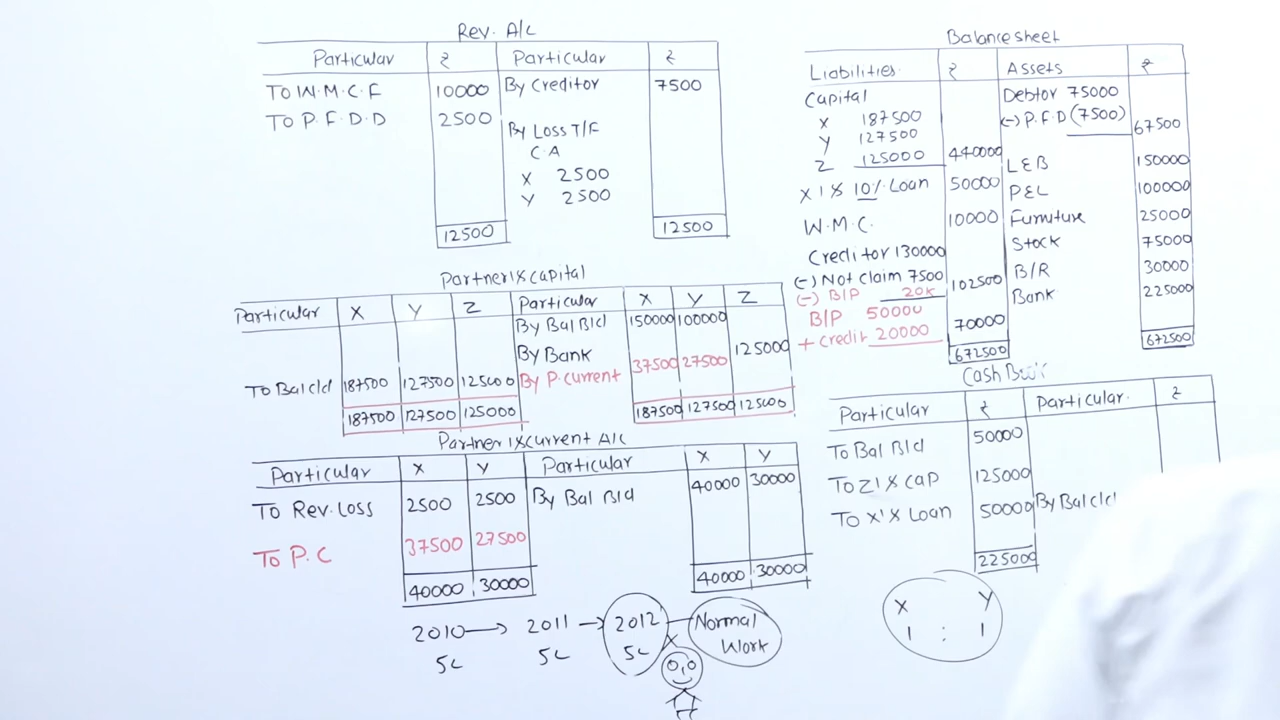 Rev. A/C
Particular ₹ Particular ₹
To W.M.C.F 10000 By Creditor 7500
To P.F.D.D 2500
By Loss T/F
C.A
X 2500
Y 2500
12500 12500
Partner's capital
Particular X Y Z Particular X Y Z
By Bal B/d 150000 100000
By Bank 125000
To Bal c/d 187500 127500 125000 By P.current 37500 27500
187500 127500 125000 187500 127500 125000
Partner's current A/C
Particular X Y Particular X Y
To Rev. Loss 2500 2500 By Bal B/d 40000 30000
To P.C 37500 27500
40000 30000 40000 30000
2010 → 2011 → 2012 Normal
Work
5L 5L 5L
X
Balance sheet
Liabilities ₹ Assets ₹
Capital Debtor 75000
X 187500 (-) P.F.D (7500) 67500
Y 127500
Z 125000 440000 L&B 150000
X's 10% Loan 50000 P&L 100000
W.M.C. 10000 Furniture 25000
Creditor 130000 Stock 75000
(-) Not claim 7500 B/R 30000
(-) B/P 20K 102500 Bank 225000
B/P 50000
+ credit 20000 70000
672500 672500
Cash Book
Particular ₹ Particular. ₹
To Bal B/d 50000
To Z's cap 125000
To X's Loan 50000 By Bal c/d
225000
X Y
1 : 1